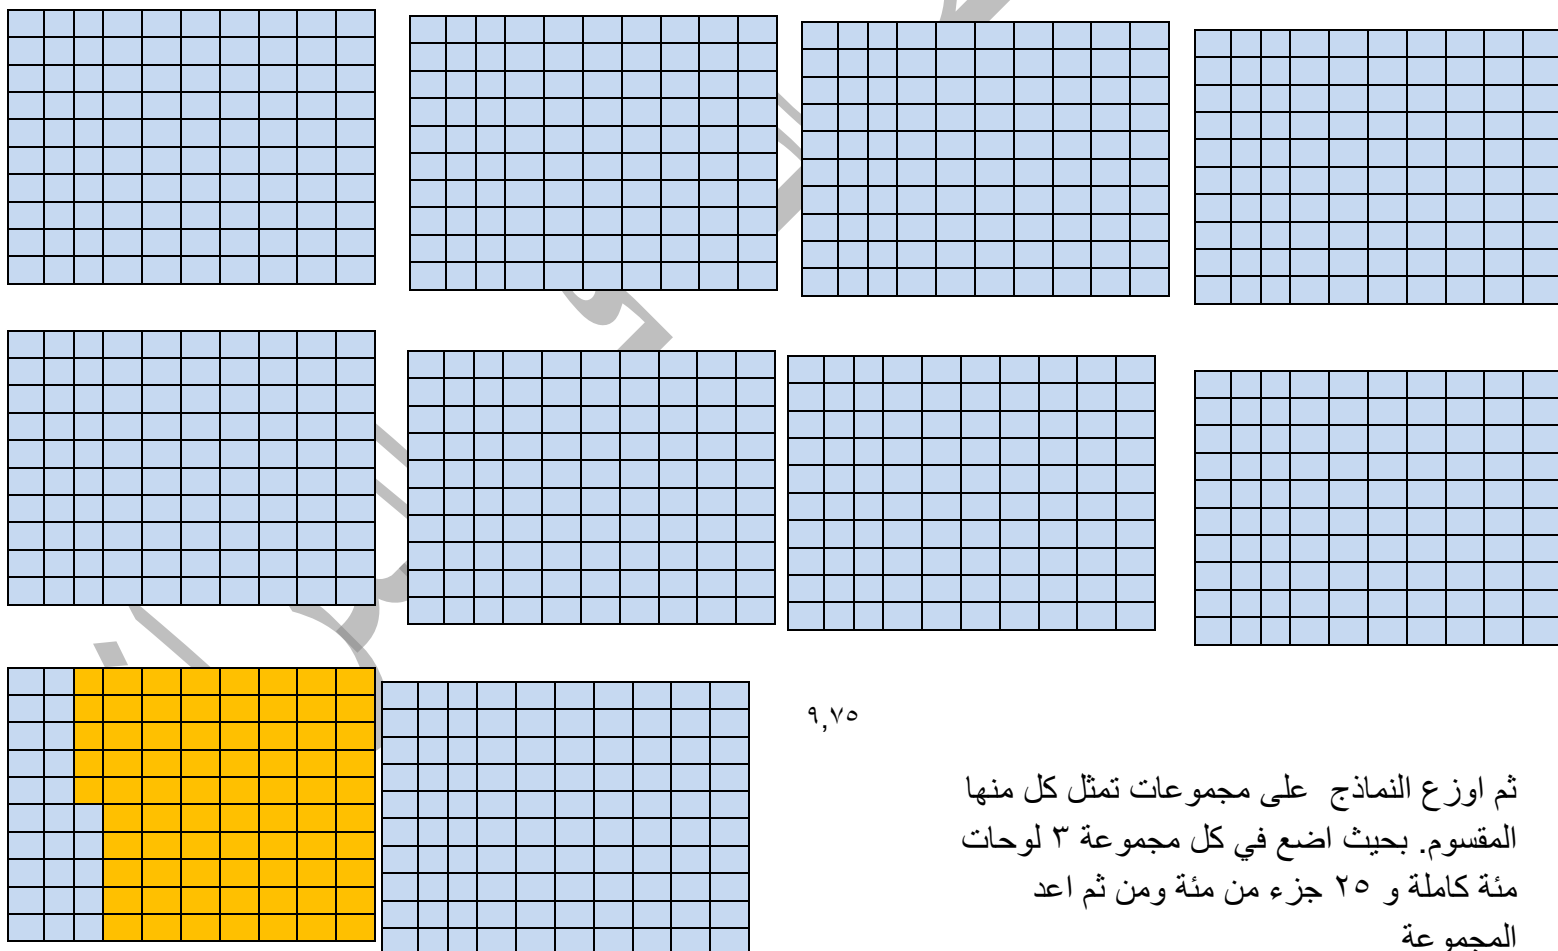 ٩,٧٥
ثم اوزع النماذج على مجموعات تمثل كل منها
المقسوم. بحيث اضع في كل مجموعة ٣ لوحات
مئة كاملة و ٢٥ جزء من مئة ومن ثم اعد
المجموعة